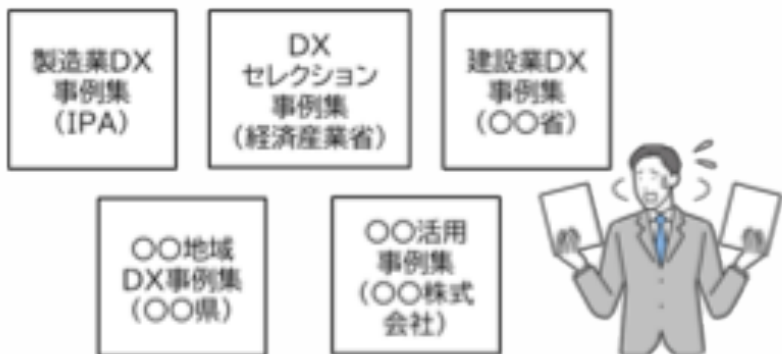 製造業DX
事例集
(IPA)
DX
セレクション
事例集
(経済産業省)
建設業DX
事例集
(〇〇省)
〇〇地域
DX事例集
(〇〇県)
〇〇活用
事例集
(〇〇株式
会社)